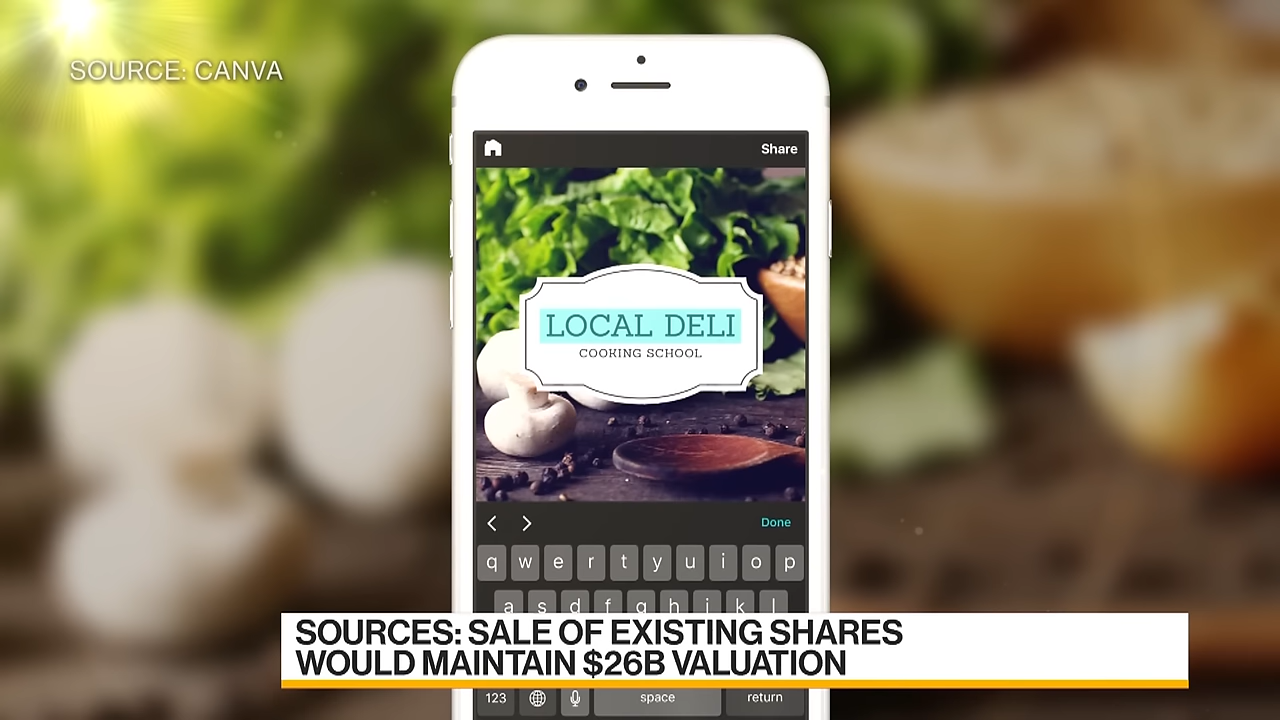 SOURCE: CANVA
Share
LOCAL DELI
COOKING SCHOOL
Done
q w e r t y u i o p
a s d f g h j k l
SOURCES: SALE OF EXISTING SHARES
WOULD MAINTAIN $26B VALUATION
123 space return